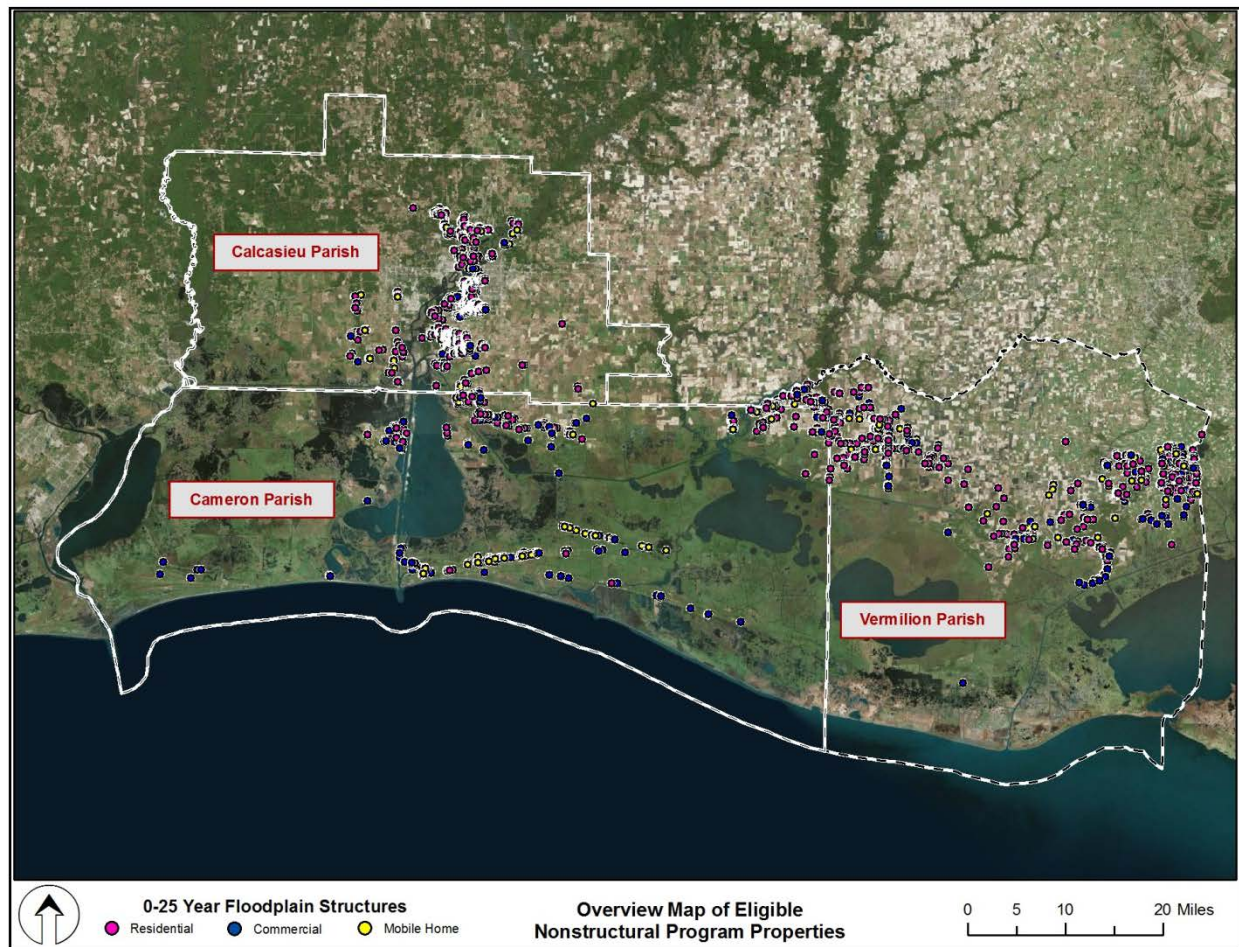 Calcasieu Parish
Cameron Parish
Vermilion Parish
0-25 Year Floodplain Structures
Residential
Commercial
Mobile Home
Overview Map of Eligible
Nonstructural Program Properties
0 5 10 20 Miles